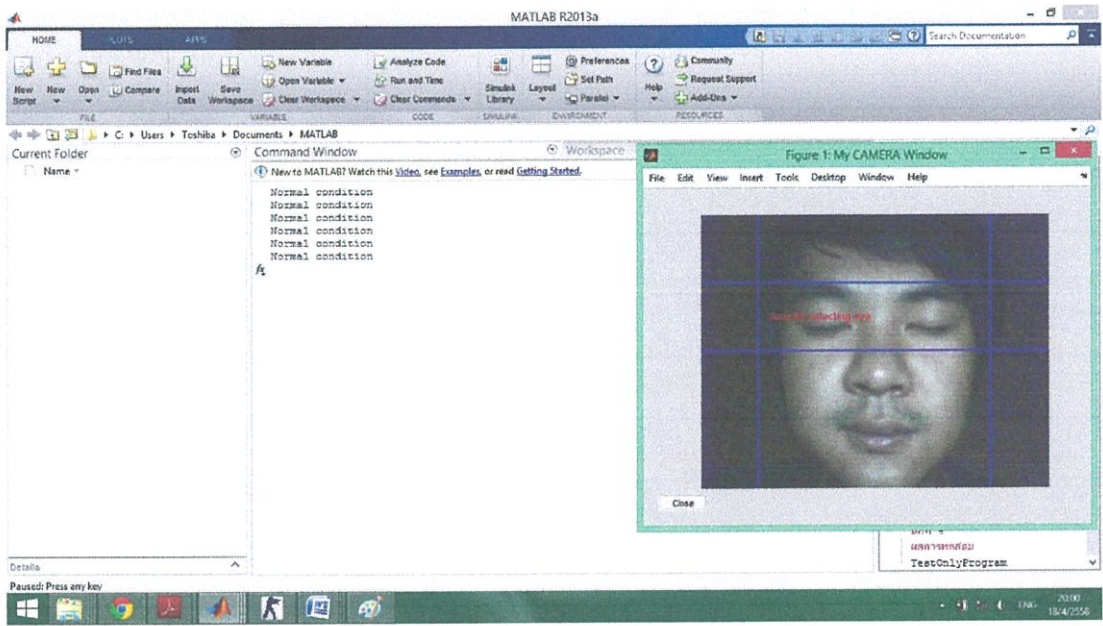 MATLAB R2013a
HOME PLOTS APPS
Search Documentation
New Script
New
Open
Find Files
Compare
Import Data
Save Workspace
New Variable
Open Variable
Clear Workspace
Analyze Code
Run and Time
Clear Commands
Simulink Library
Layout
Preferences
Set Path
Parallel
Help
Community
Request Support
Add-Ons
FILE VARIABLE CODE SIMULINK ENVIRONMENT RESOURCES
C: Users Toshiba Documents MATLAB
Current Folder
Name
Command Window
Workspace
New to MATLAB? Watch this Video, see Examples, or read Getting Started.
Normal condition
Normal condition
Normal condition
Normal condition
Normal condition
Normal condition
fx
Figure 1: My CAMERA Window
File Edit View Insert Tools Desktop Window Help
Close
ผลการทดสอบ
TestOnlyProgram
Details
Paused: Press any key
ENG
20:00
18/4/2558